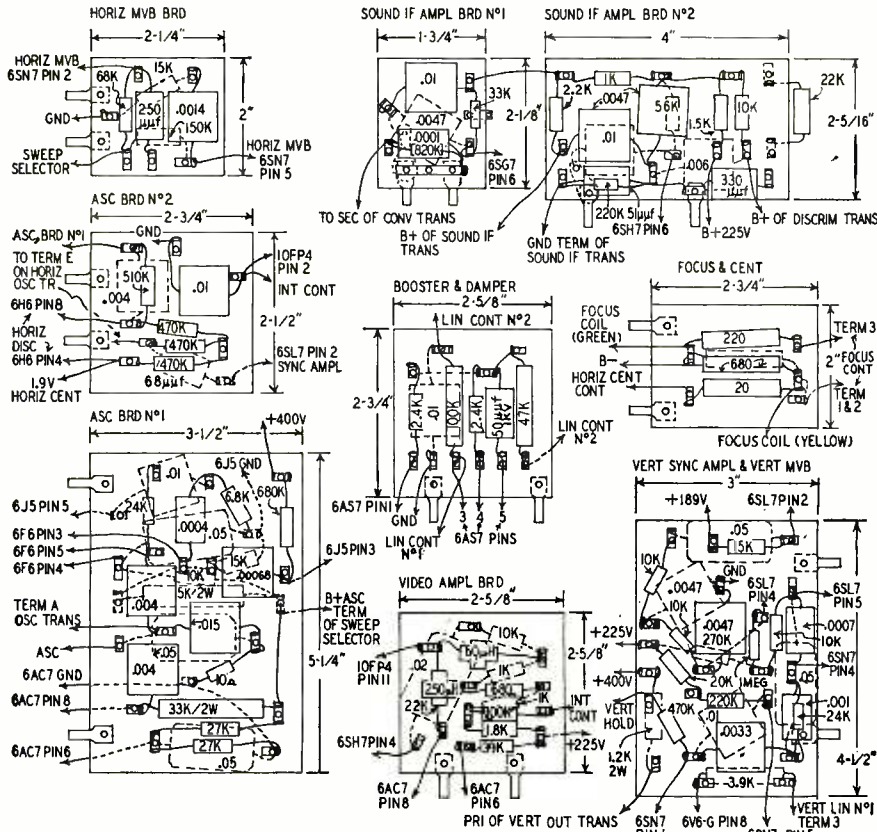 HORIZ MVB BRD
2-1/4"
HORIZ MVB
6SN7 PIN 2
15K
68K
GND
250
μμf
.0014
150K
2"
SWEEP
SELECTOR
HORIZ MVB
6SN7
PIN 5
SOUND IF AMPL BRD Nº1
1-3/4"
.01
33K
.0047
.0001
820K
2-1/8"
6SG7
PIN 6
TO SEC OF CONV TRANS
B+ OF SOUND IF
TRANS
SOUND IF AMPL BRD Nº2
4"
1K
2.2K
.0047
56K
10K
22K
1.5K
.01
.006
330
μμf
2-5/16"
220K
51μμf
6SH7 PIN6
B+225V
B+ OF DISCRIM TRANS
GND TERM OF
SOUND IF TRANS
ASC BRD Nº2
2-3/4"
GND
ASC, BRD Nº1
TO TERM E
ON HORIZ
OSC TR.
510K
.004
.01
10FP4
PIN 2
INT CONT
6H6 PIN8
HORIZ
DISC
6H6 PIN4
470K
470K
470K
68μμf
2-1/2"
6SL7 PIN 2
SYNC AMPL
1.9V
HORIZ CENT
BOOSTER & DAMPER
2-5/8"
LIN CONT Nº2
2-3/4"
2.4K
.01
100K
2.4K
50μμf
1KV
47K
LIN CONT
Nº2
6AS7 PIN1
GND
LIN CONT
Nº1
3 4 5
6AS7 PINS
FOCUS & CENT
2-3/4"
FOCUS
COIL
(GREEN)
B-
HORIZ CENT
CONT
220
680
20
TERM 3
2"
FOCUS
CONT
TERM
1 & 2
FOCUS COIL (YELLOW)
ASC BRD Nº1
3-1/2"
+400V
.01
6J5 GND
6J5 PIN5
24K
6.8K
680K
6F6 PIN3
6F6 PIN5
6F6 PIN4
.0004
.05
15K
.00068
6J5 PIN3
10K
5K/2W
.004
TERM A
OSC TRANS
.015
B+ASC
TERM
OF SWEEP
SELECTOR
ASC
.05
.004
5-1/4"
6AC7 GND
6AC7 PIN8
33K/2W
27K
6AC7 PIN6
27K
.05
VIDEO AMPL BRD
2-5/8"
10K
10FP4
PIN11
.02
1K
250μH
680
2-5/8"
22K
1K
INT
CONT
1.8K
6SH7PIN4
39K
+225V
6AC7
PIN8
6AC7
PIN6
VERT SYNC AMPL & VERT MVB
3"
+189V
6SL7PIN2
.05
10K
.0047
GND
6SL7
PIN4
6SL7
PIN5
.0047
10K
270K
.0007
+225V
10K
6SN7
PIN4
+400V
20K
1MEG
.05
VERT
HOLD
470K
220K
.001
24K
.01
.0033
1.2K
2W
4-1/2"
3.9K
PRI OF VERT OUT TRANS
6SN7
6V6-G PIN8
VERT LIN Nº1
TERM3